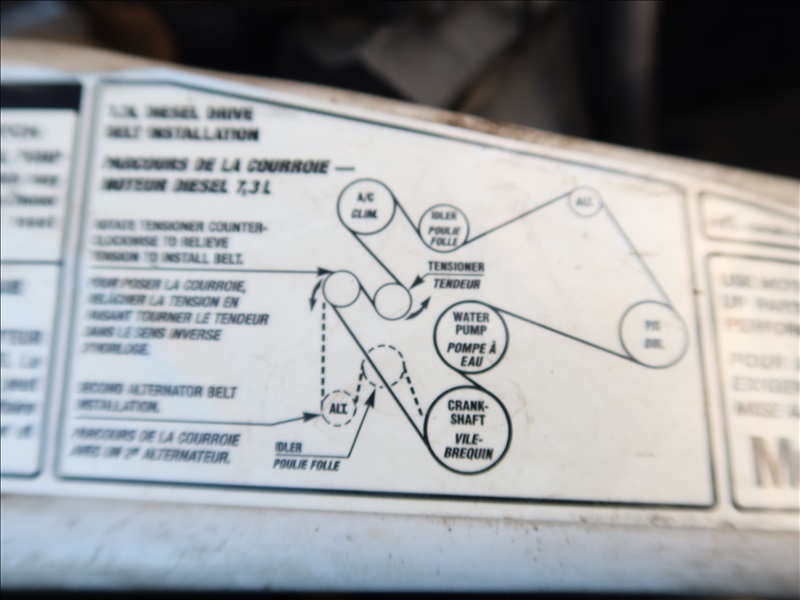 7.3L DIESEL DRIVE
BELT INSTALLATION
PARCOURS DE LA COURROIE —
MOTEUR DIESEL 7,3 L
ROTATE TENSIONER COUNTER-
CLOCKWISE TO RELIEVE
TENSION TO INSTALL BELT.
POUR POSER LA COURROIE,
RELÂCHER LA TENSION EN
FAISANT TOURNER LE TENDEUR
DANS LE SENS INVERSE
D'HORLOGE.
SECOND ALTERNATOR BELT
INSTALLATION.
PARCOURS DE LA COURROIE
AVEC UN 2e ALTERNATEUR.
A/C
CLIM.
IDLER
POULIE
FOLLE
ALT.
TENSIONER
TENDEUR
WATER
PUMP
POMPE À
EAU
P/S
DIR.
CRANK-
SHAFT
VILE-
BREQUIN
ALT.
IDLER
POULIE FOLLE
USE MOT